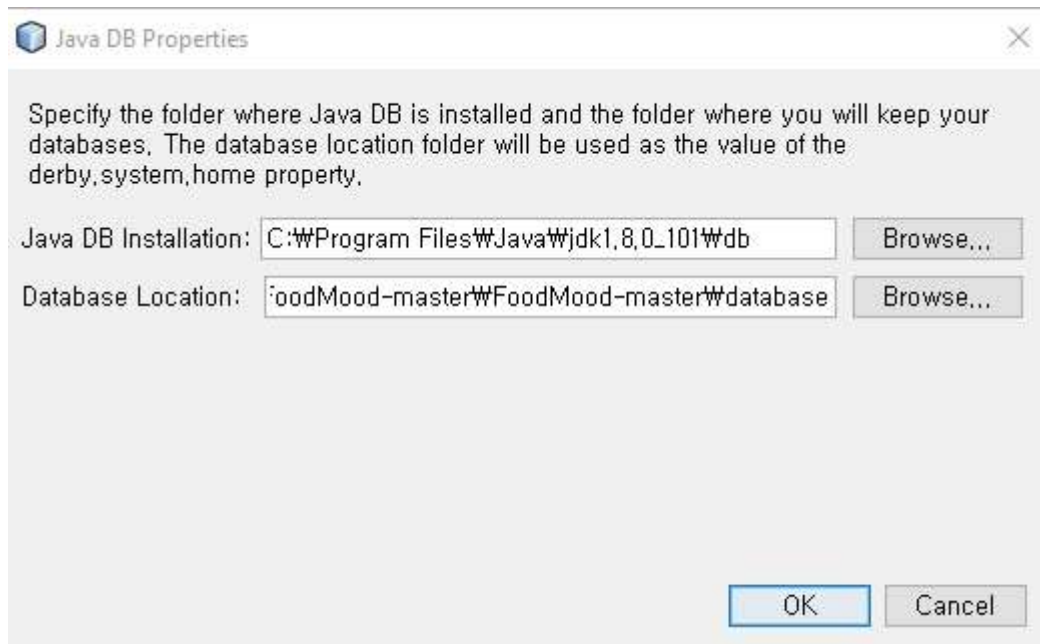 Java DB Properties
Specify the folder where Java DB is installed and the folder where you will keep your
databases, The database location folder will be used as the value of the
derby,system,home property,
Java DB Installation: C:₩Program Files₩Java₩jdk1,8,0_101₩db Browse,,,
Database Location: FoodMood-master₩FoodMood-master₩database Browse,,,
OK Cancel